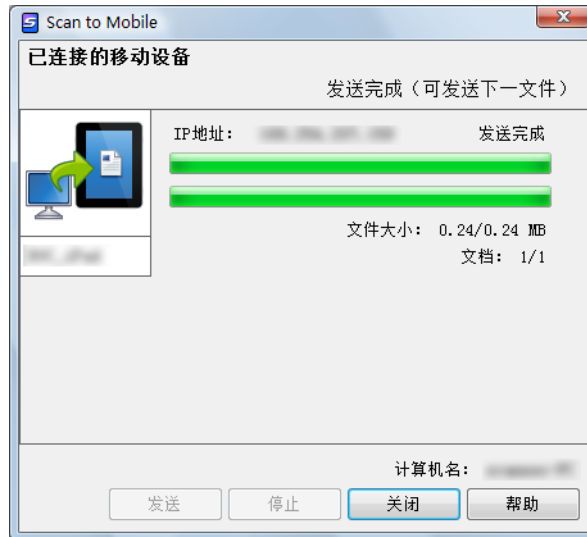 Scan to Mobile
已连接的移动设备
发送完成（可发送下一文件）
IP地址： 发送完成
文件大小： 0.24/0.24 MB
文档： 1/1
计算机名：
发送 停止 关闭 帮助